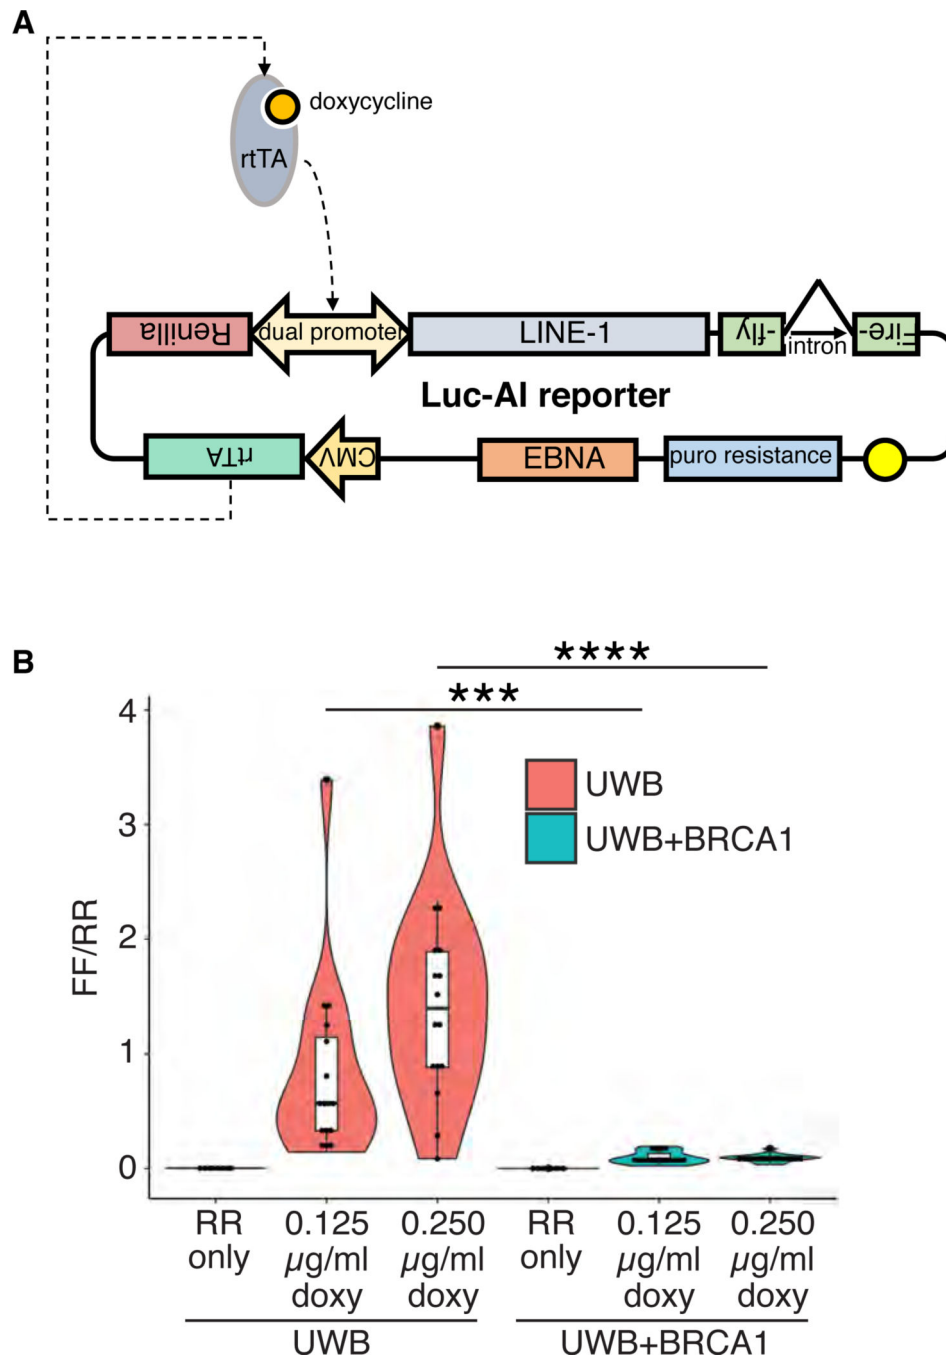 A
doxycycline
rtTA
Renilla
dual promoter
LINE-1
-fly
intron
Fire-
Luc-AI reporter
rtTA
CMV
EBNA
puro resistance
B
****
***
4
3
2
1
0
FF/RR
UWB
UWB+BRCA1
RR only
0.125 µg/ml doxy
0.250 µg/ml doxy
RR only
0.125 µg/ml doxy
0.250 µg/ml doxy
UWB
UWB+BRCA1